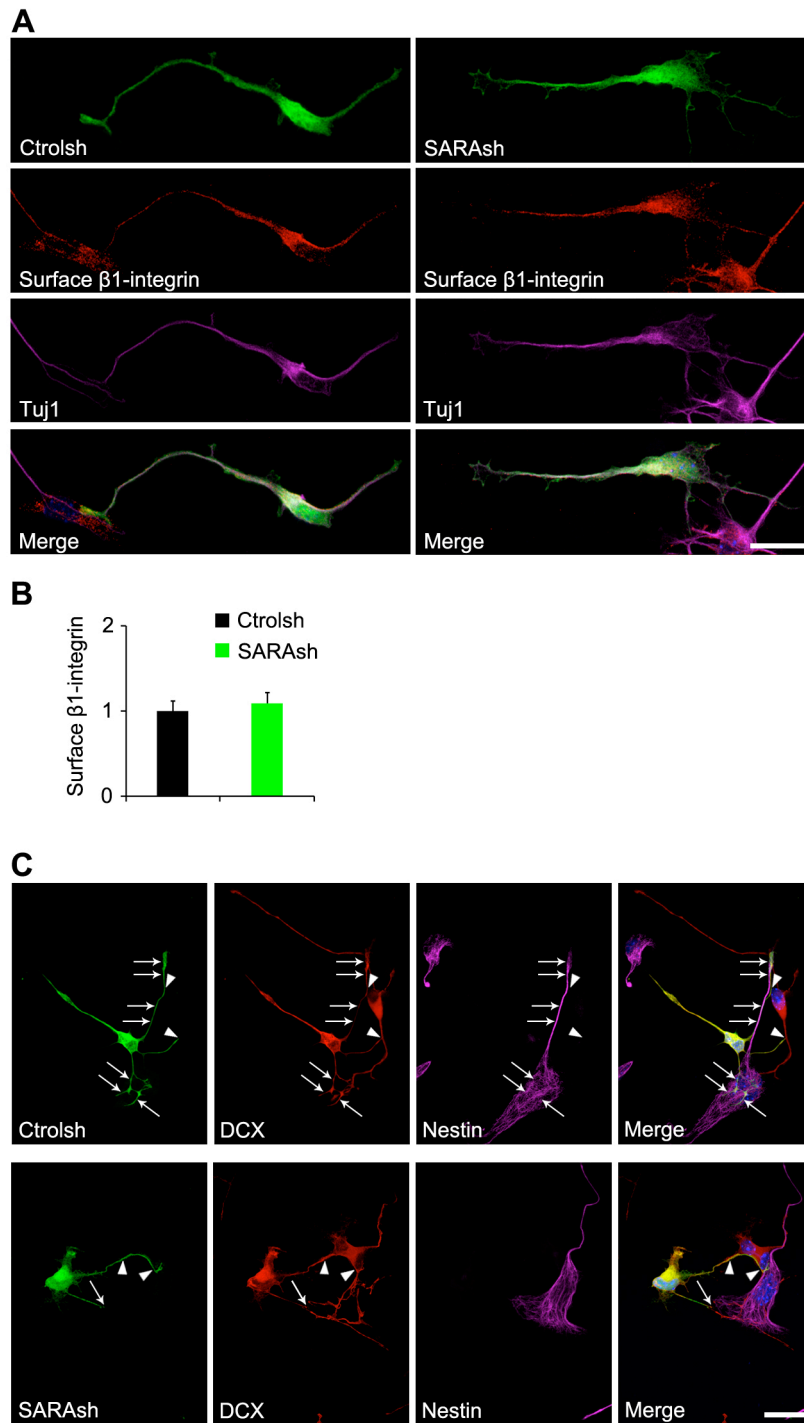 A
Ctrolsh
SARAsh
Surface β1-integrin
Surface β1-integrin
Tuj1
Tuj1
Merge
Merge
B
Surface β1-integrin
2
1
0
Ctrolsh
SARAsh
C
Ctrolsh
DCX
Nestin
Merge
SARAsh
DCX
Nestin
Merge